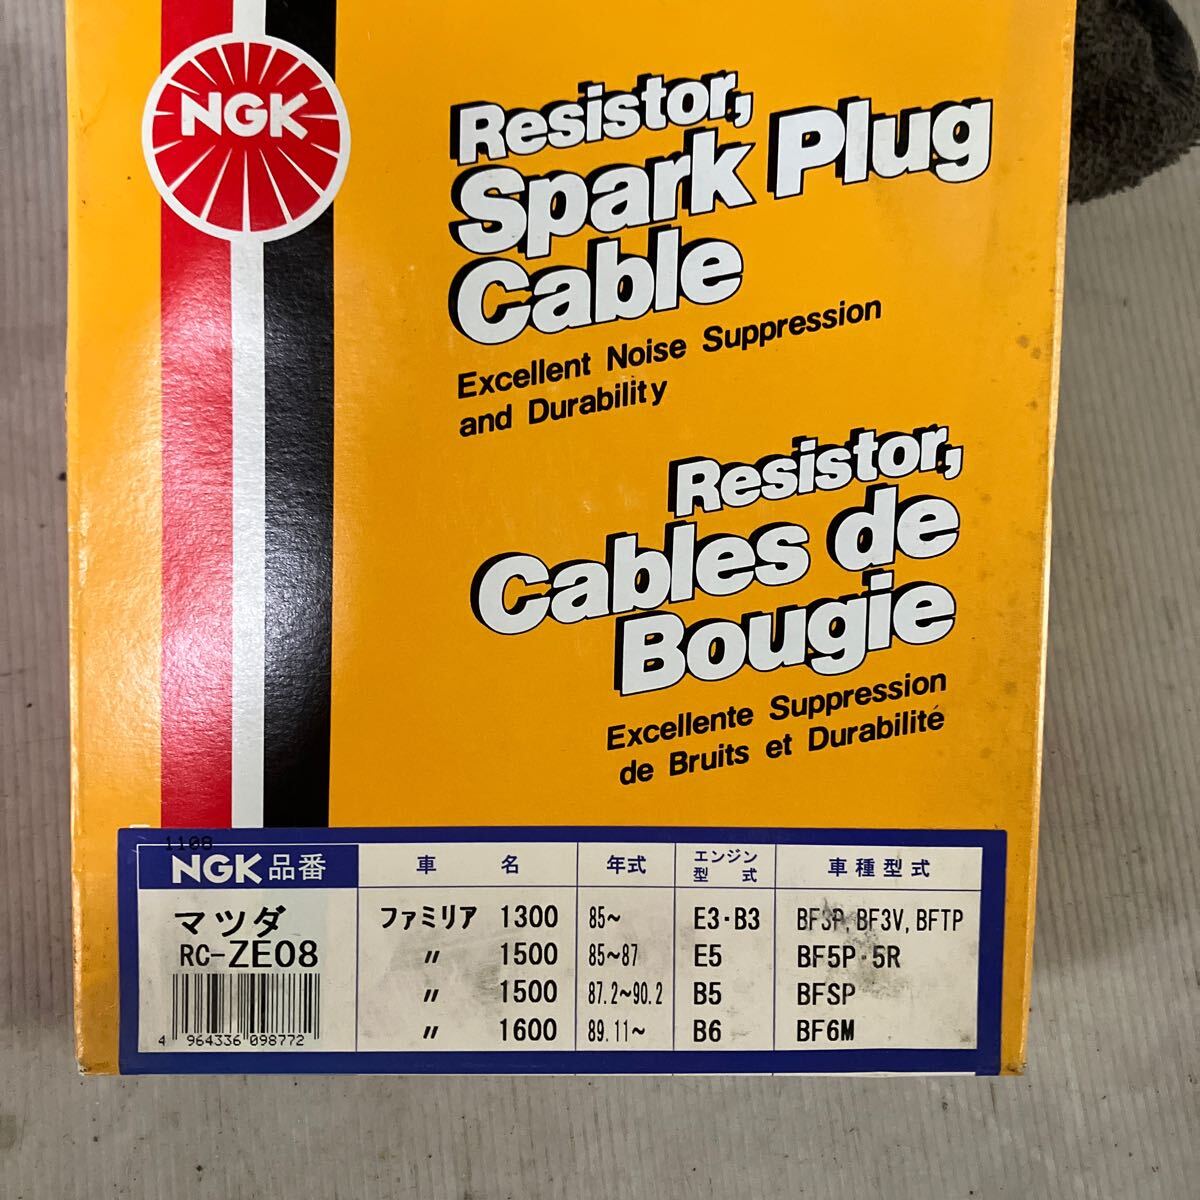 NGK
Resistor,
Spark Plug
Cable
Excellent Noise Suppression
and Durability
Resistor,
Cables de
Bougie
Excellente Suppression
de Bruits et Durabilité
1108
NGK品番 車 名 年式 エンジン型式 車種型式
マツダ
RC-ZE08
ファミリア 1300 85~ E3・B3 BF3P, BF3V, BFTP
〃 1500 85~87 E5 BF5P・5R
〃 1500 87.2~90.2 B5 BFSP
〃 1600 89.11~ B6 BF6M
4 964336 098772